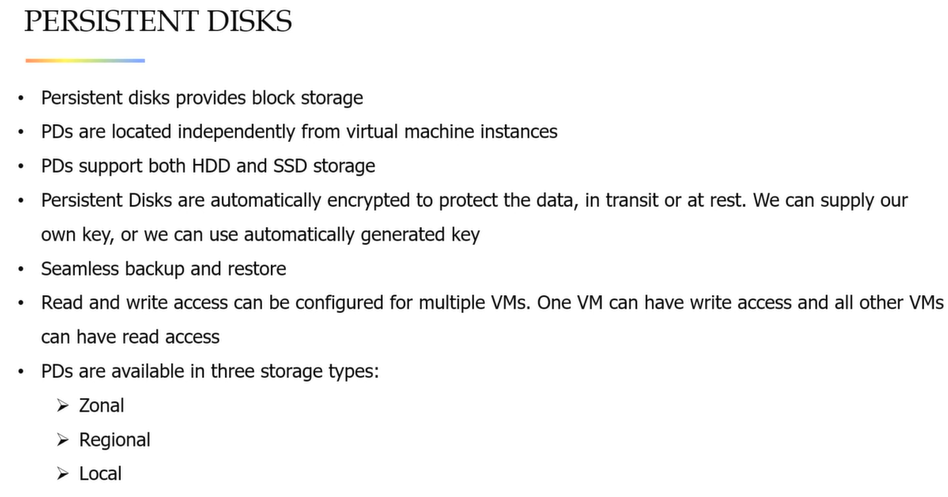 PERSISTENT DISKS
• Persistent disks provides block storage
• PDs are located independently from virtual machine instances
• PDs support both HDD and SSD storage
• Persistent Disks are automatically encrypted to protect the data, in transit or at rest. We can supply our
own key, or we can use automatically generated key
• Seamless backup and restore
• Read and write access can be configured for multiple VMs. One VM can have write access and all other VMs
can have read access
• PDs are available in three storage types:
➢ Zonal
➢ Regional
➢ Local